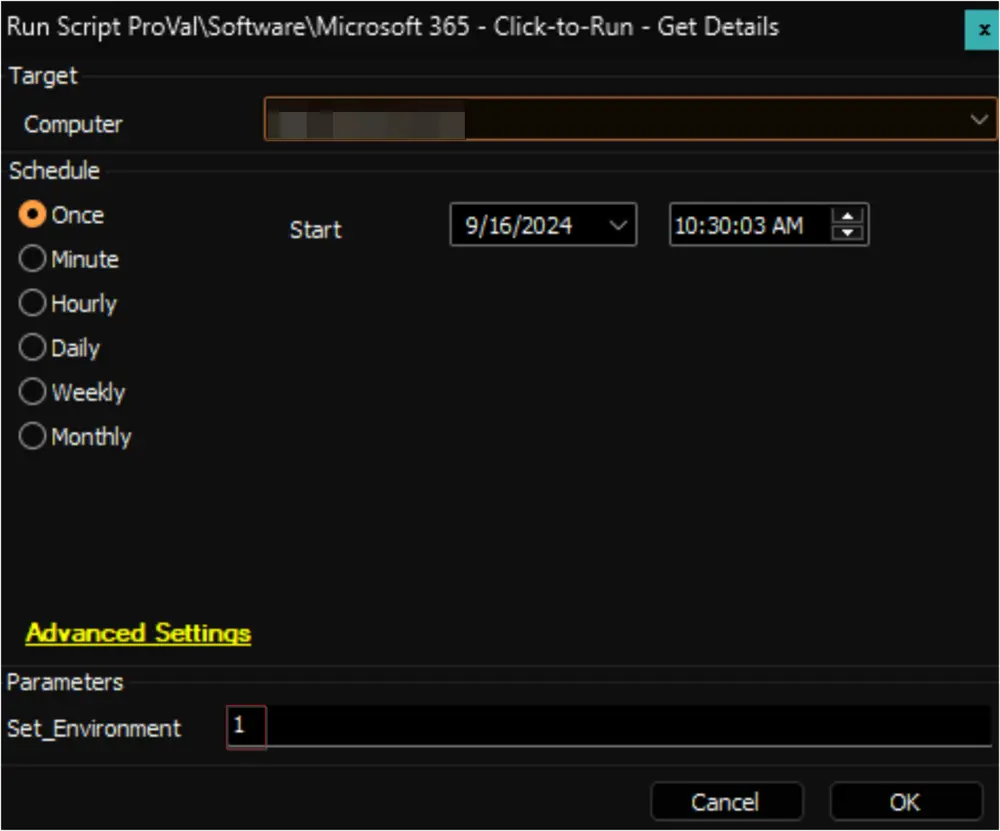 Run Script ProVal\Software\Microsoft 365 - Click-to-Run - Get Details
x
Target
Computer
Schedule
Once
Start
9/16/2024
10:30:03 AM
Minute
Hourly
Daily
Weekly
Monthly
Advanced Settings
Parameters
Set_Environment
1
Cancel
OK